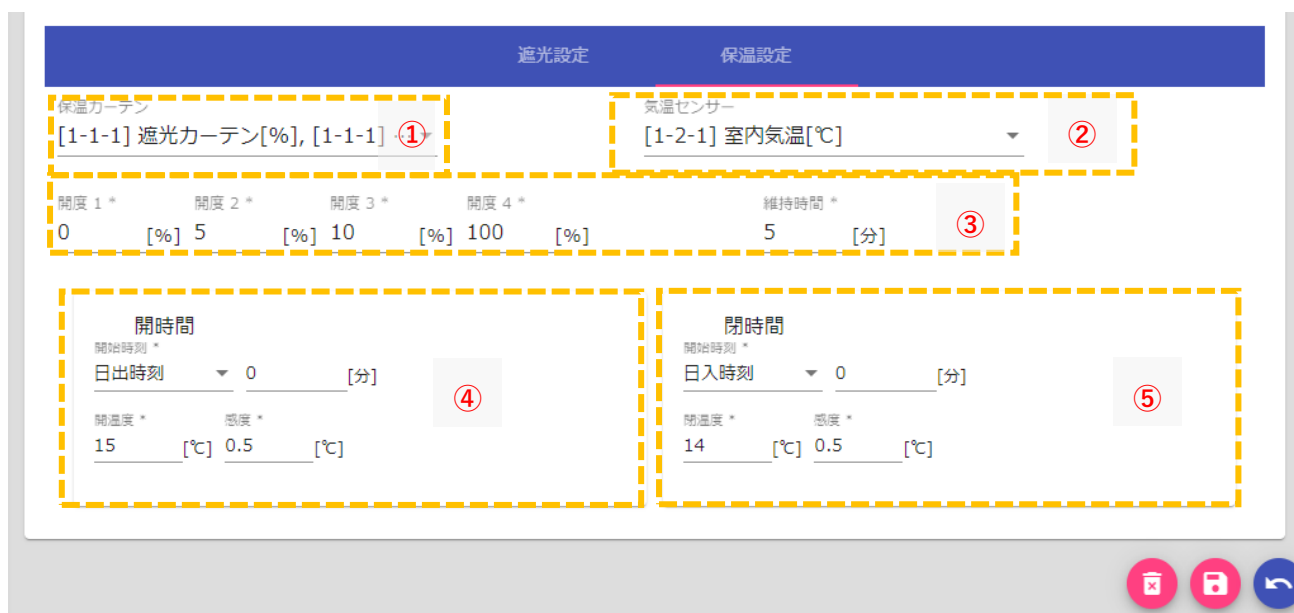 遮光設定 保温設定
保温カーテン 気温センサー
[1-1-1] 遮光カーテン[%], [1-1-1] ① [1-2-1] 室内気温[℃] ②
開度 1 * 開度 2 * 開度 3 * 開度 4 * 維持時間 *
0 [%] 5 [%] 10 [%] 100 [%] 5 [分] ③
開時間
開始時刻 *
日出時刻 0 [分]
④
開温度 * 感度 *
15 [℃] 0.5 [℃]
閉時間
開始時刻 *
日入時刻 0 [分]
⑤
閉温度 * 感度 *
14 [℃] 0.5 [℃]